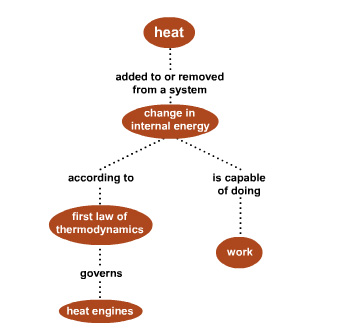 heat
added to or removed
from a system
change in
internal energy
according to
is capable
of doing
first law of
thermodynamics
work
governs
heat engines